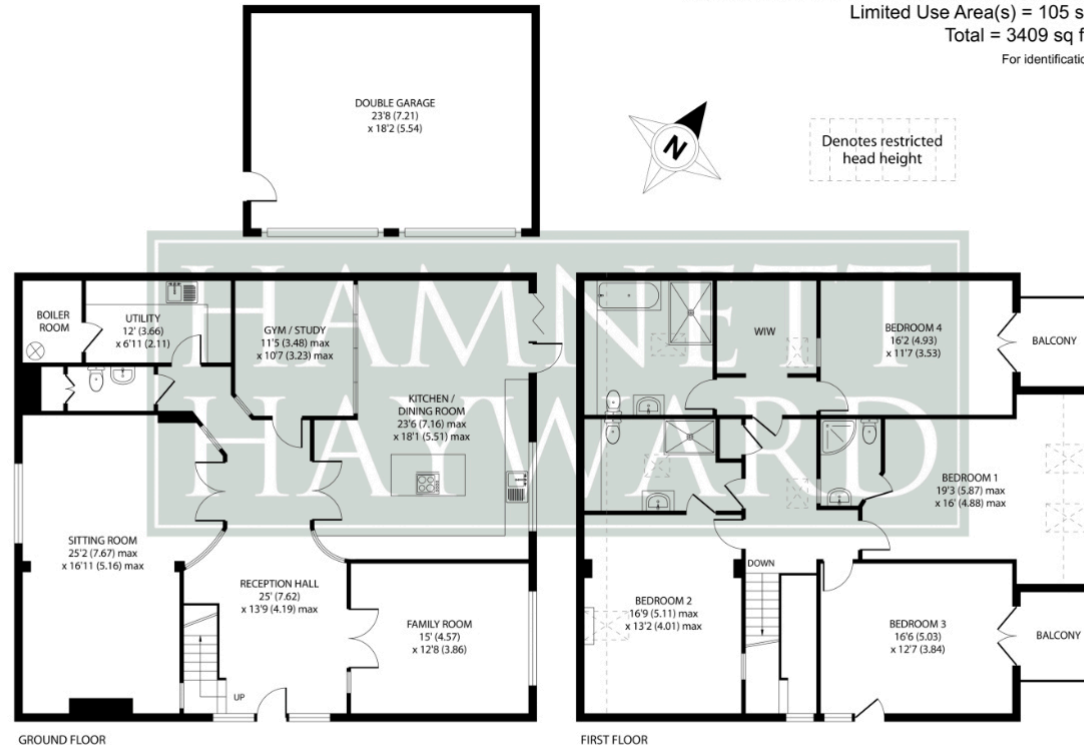 Limited Use Area(s) = 105 s
Total = 3409 sq f
For identificatio
DOUBLE GARAGE
23'8 (7.21)
x 18'2 (5.54)
N
Denotes restricted
head height
HAMNETT
HAYWARD
BOILER
ROOM
UTILITY
12' (3.66)
x 6'11 (2.11)
GYM / STUDY
11'5 (3.48) max
x 10'7 (3.23) max
KITCHEN /
DINING ROOM
23'6 (7.16) max
x 18'1 (5.51) max
SITTING ROOM
25'2 (7.67) max
x 16'11 (5.16) max
RECEPTION HALL
25' (7.62)
x 13'9 (4.19) max
FAMILY ROOM
15' (4.57)
x 12'8 (3.86)
UP
GROUND FLOOR
WIW
BEDROOM 4
16'2 (4.93)
x 11'7 (3.53)
BALCONY
BEDROOM 1
19'3 (5.87) max
x 16' (4.88) max
DOWN
BEDROOM 2
16'9 (5.11) max
x 13'2 (4.01) max
BEDROOM 3
16'6 (5.03)
x 12'7 (3.84)
BALCONY
FIRST FLOOR